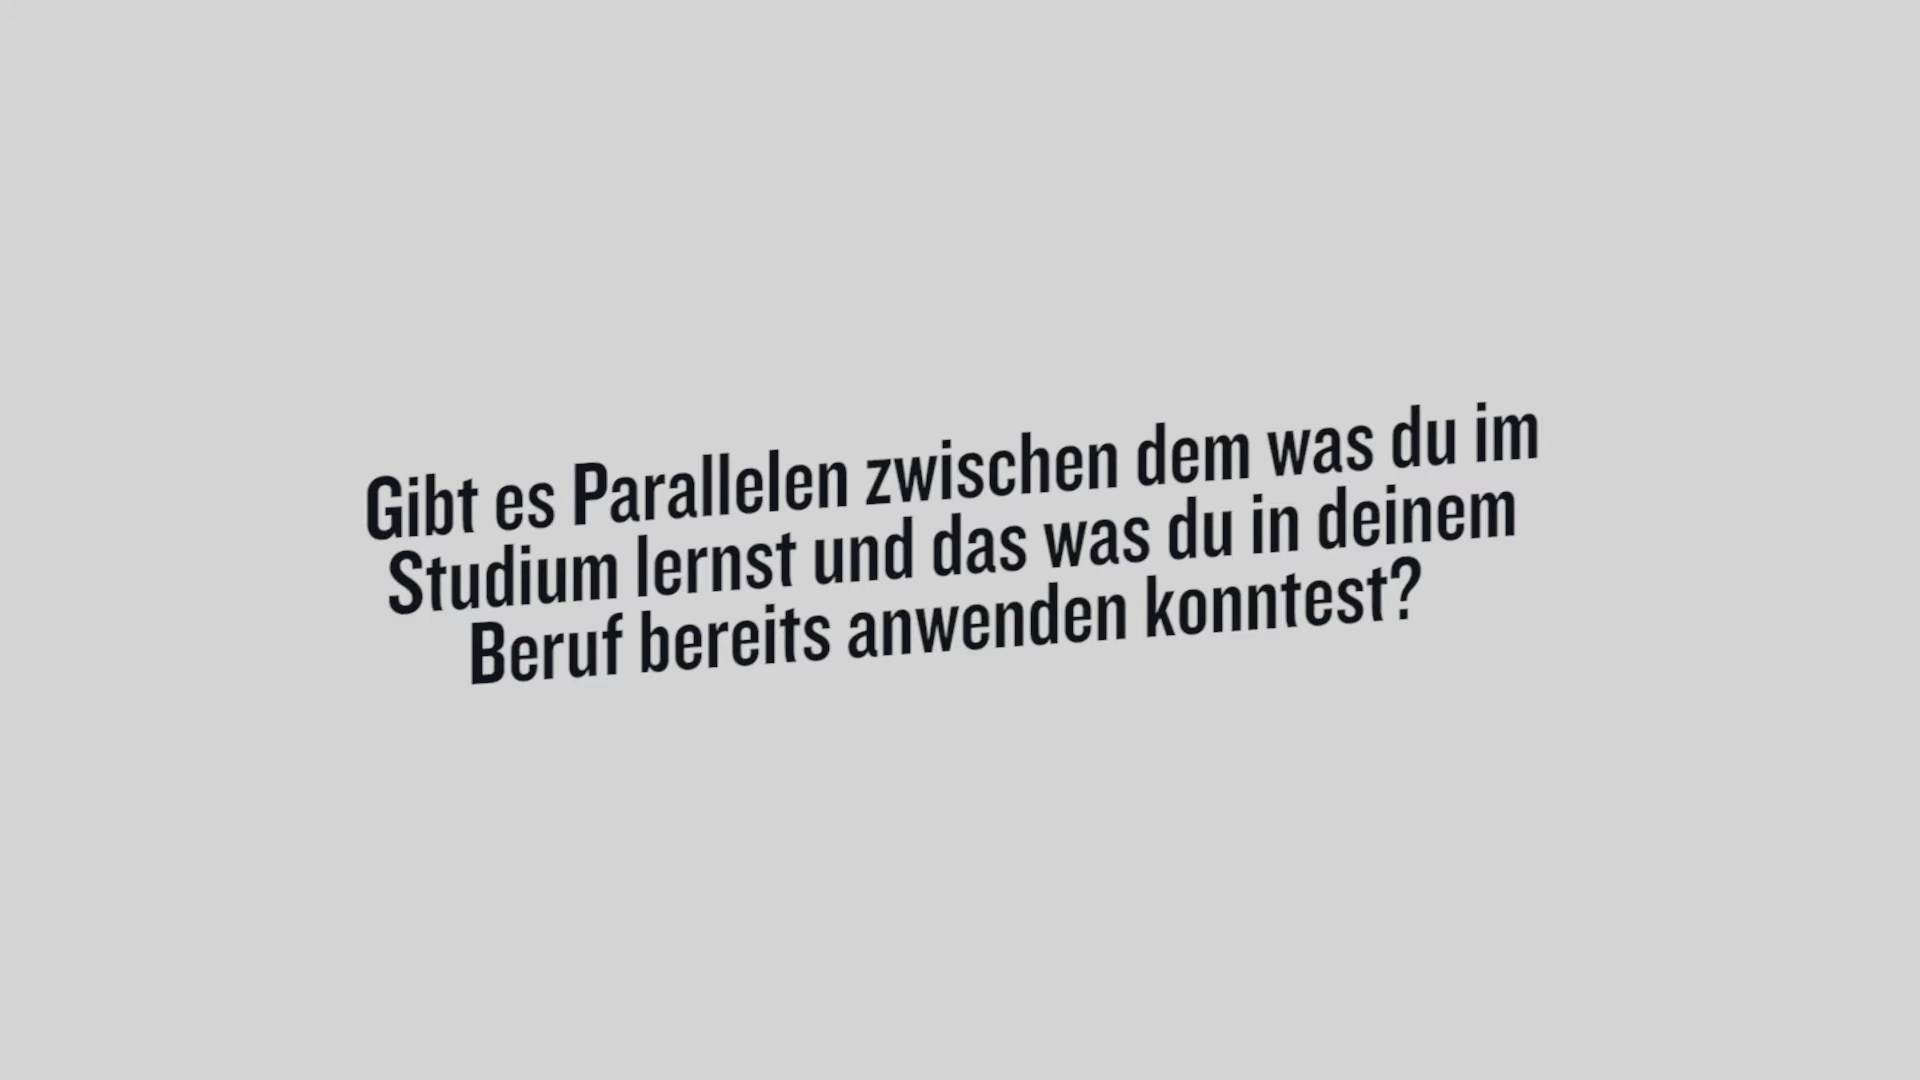 Gibt es Parallelen zwischen dem was du im
Studium lernst und das was du in deinem
Beruf bereits anwenden konntest?